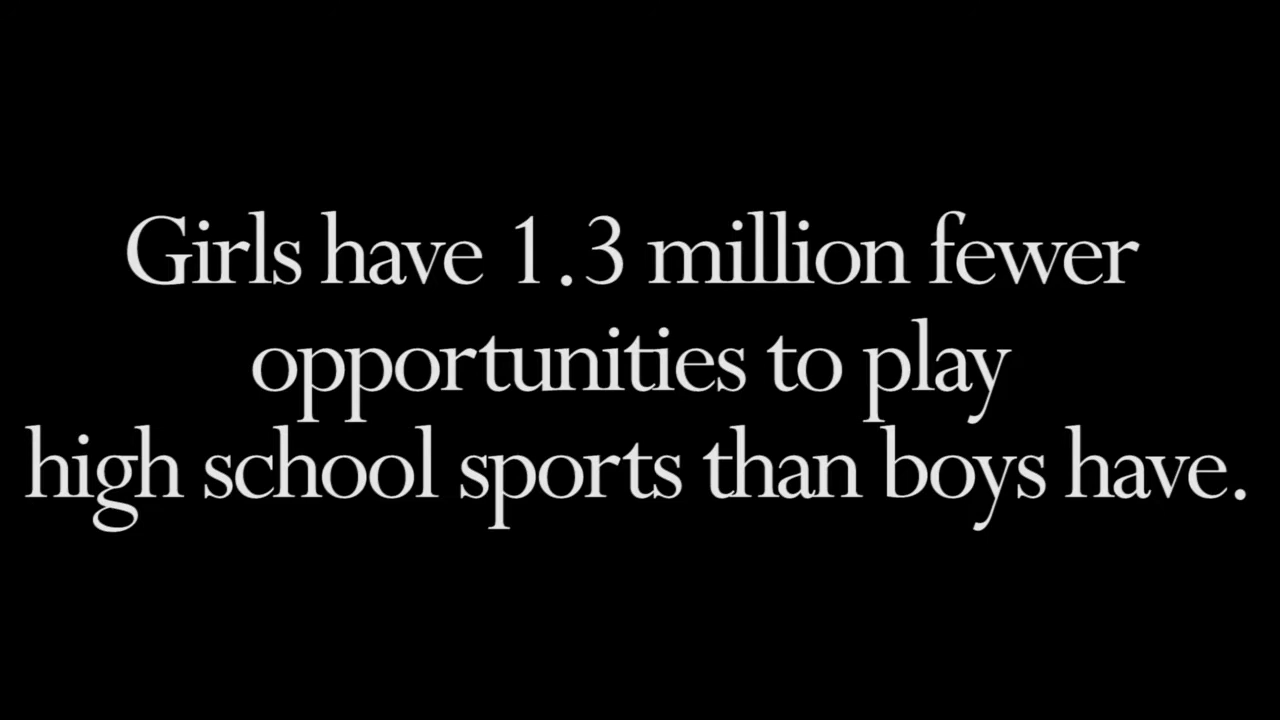 Girls have 1.3 million fewer
opportunities to play
high school sports than boys have.